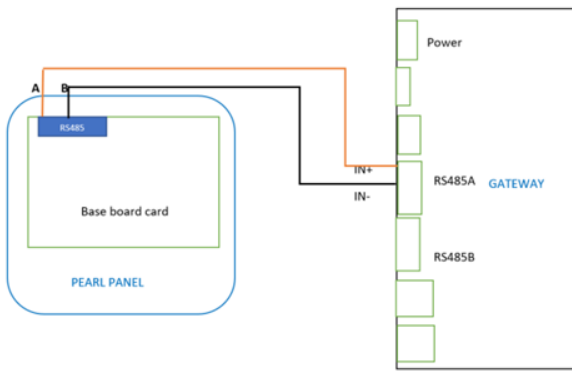 Power
A
B
RS485
IN+
RS485A
GATEWAY
IN-
Base board card
RS485B
PEARL PANEL